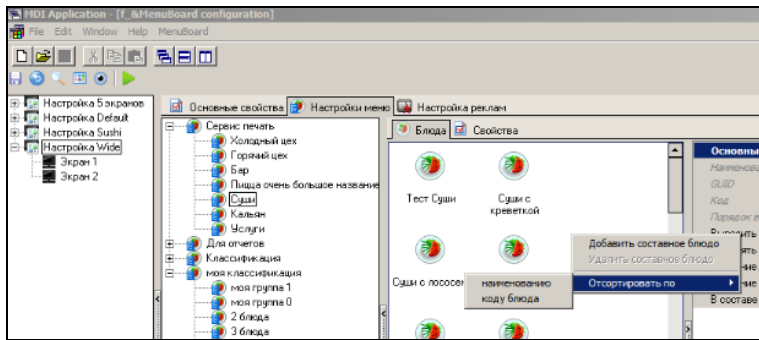 MDI Application - [f_&MenuBoard configuration]
File Edit Window Help MenuBoard
Настройка 5 экранов
Настройка Default
Настройка Sushi
Настройка Wide
Экран 1
Экран 2
Основные свойства Настройки меню Настройка реклам
Сервис печать
Холодный цех
Горячий цех
Бар
Пицца очень большое название
Суши
Кальян
Услуги
Для отчетов
Классификация
моя классификация
моя группа 1
моя группа 0
2 блюда
3 блюда
Блюда Свойства
Тест Суши
Суши с креветкой
Суши с лососем
Добавить составное блюдо
Удалить составное блюдо
Отсортировать по
наименованию
коду блюда
Основны
Наименова
GUID
Код
Порядок в
В составе